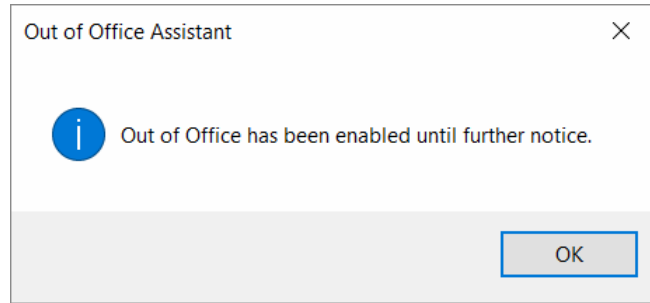 Out of Office Assistant
Out of Office has been enabled until further notice.
OK